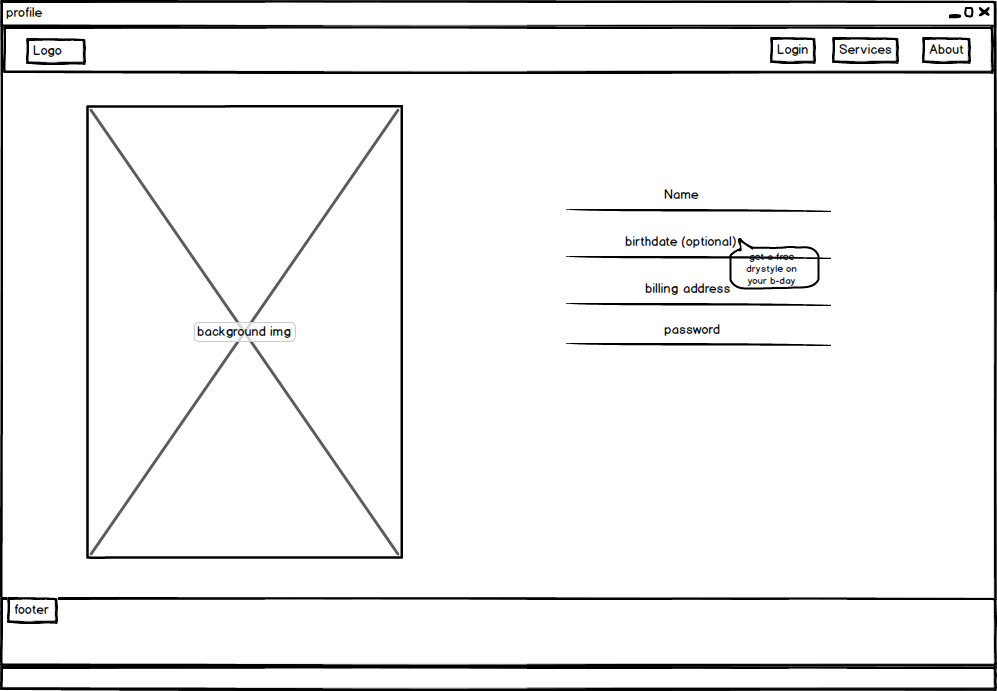 profile
Logo
Login
Services
About
Name
birthdate (optional)
get a free
drystyle on
your b-day
billing address
password
background img
footer